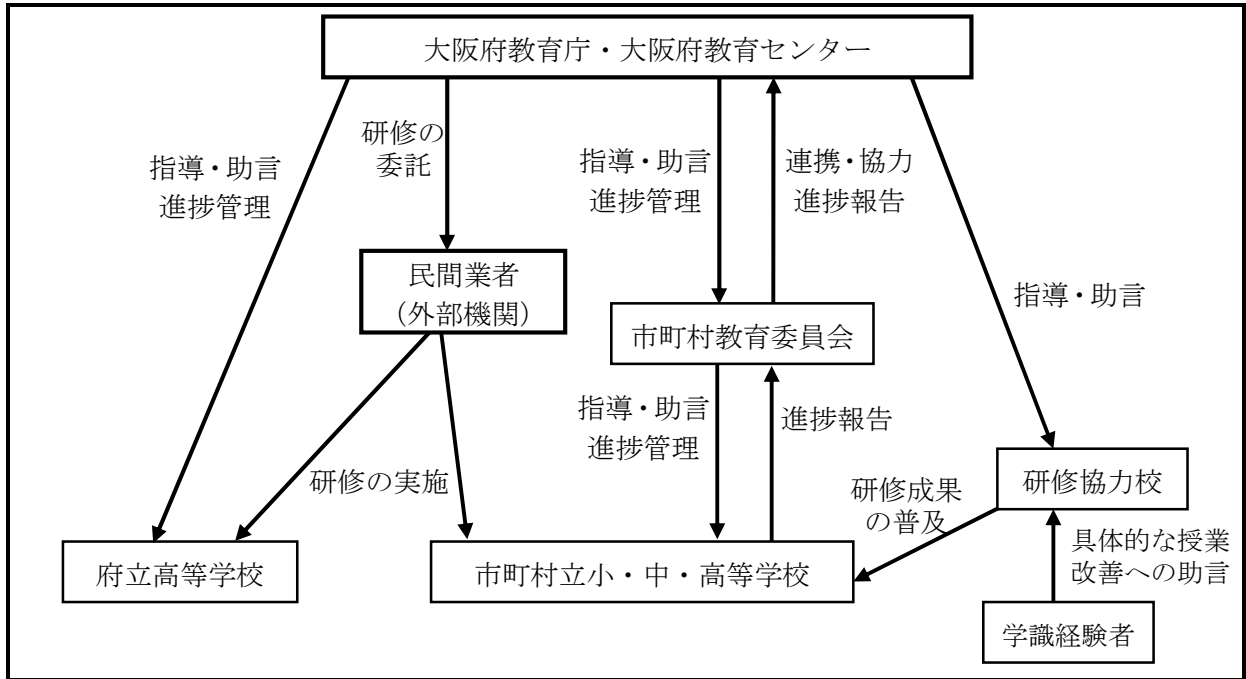 大阪府教育庁・大阪府教育センター
研修の
委託
指導・助言
進捗管理
指導・助言
進捗管理
連携・協力
進捗報告
民間業者
（外部機関）
指導・助言
市町村教育委員会
指導・助言
進捗管理
進捗報告
研修の実施
研修成果
の普及
研修協力校
具体的な授業
改善への助言
府立高等学校
市町村立小・中・高等学校
学識経験者